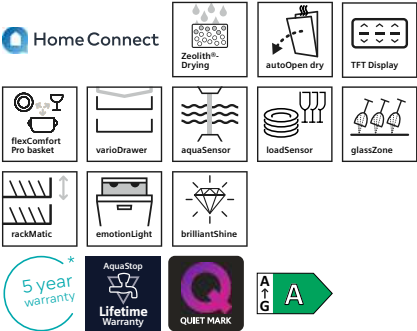 Home Connect
Zeolith®-
Drying
autoOpen dry
TFT Display
flexComfort
Pro basket
varioDrawer
aquaSensor
loadSensor
glassZone
rackMatic
emotionLight
brilliantShine
5 year *
warranty
AquaStop
Lifetime
Warranty
QUIET MARK
A
G
A